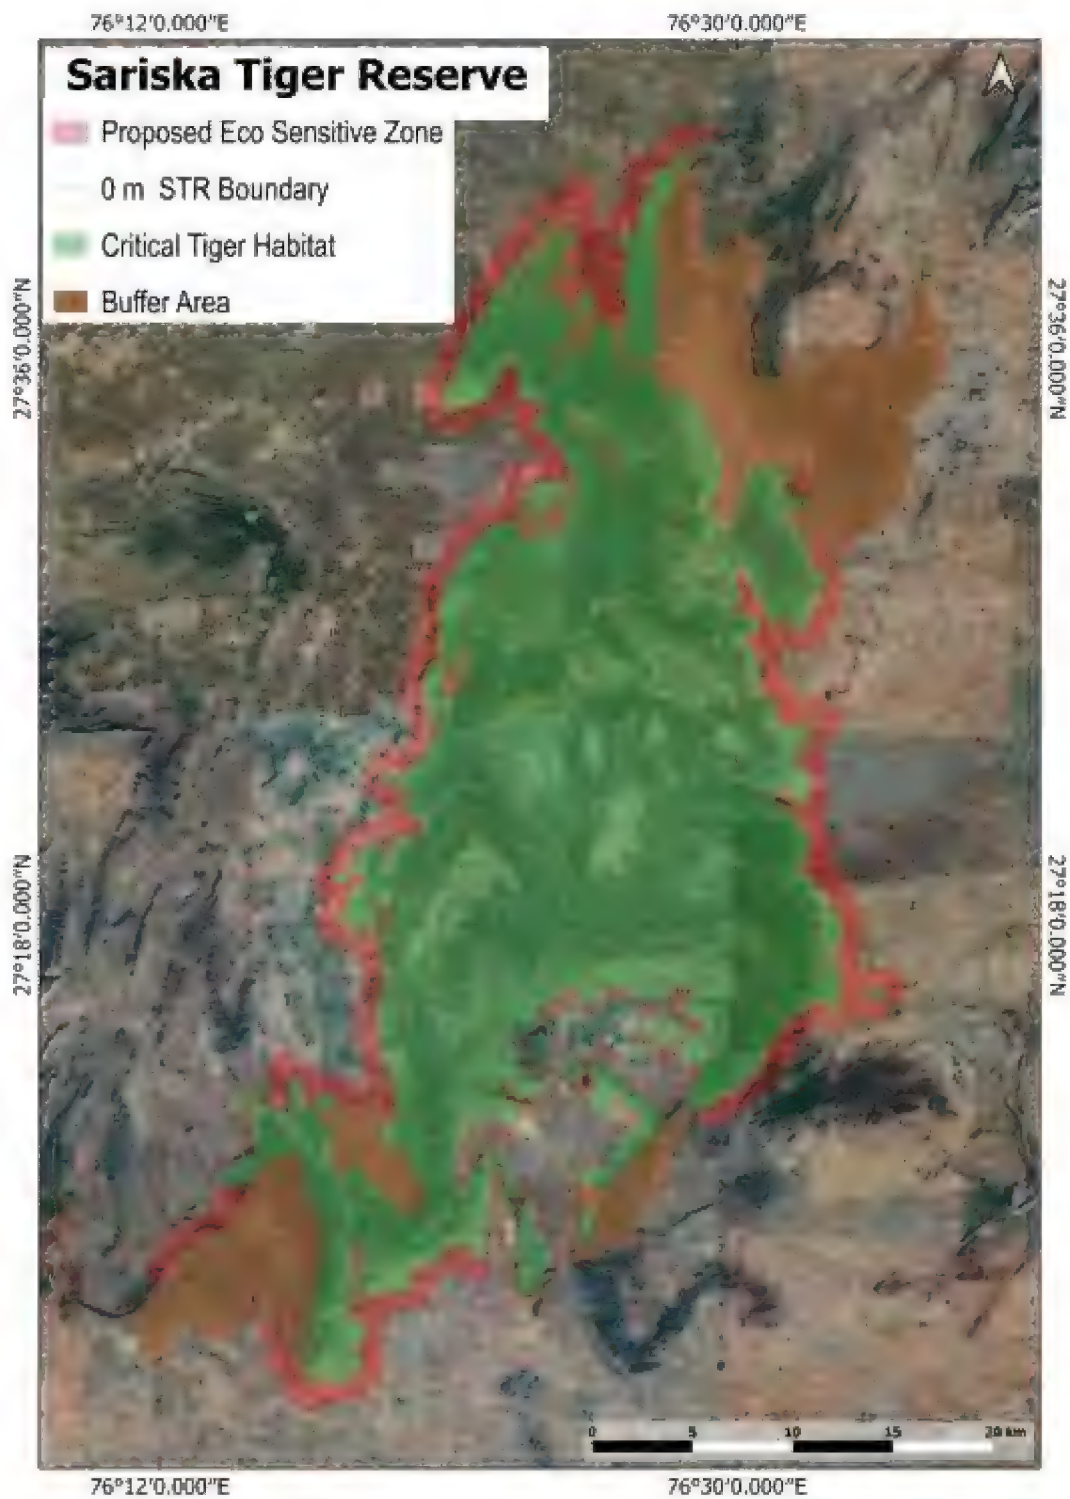 76°12'0.000"E 76°30'0.000"E
Sariska Tiger Reserve
Proposed Eco Sensitive Zone
0 m STR Boundary
Critical Tiger Habitat
Buffer Area
27°36'0.000"N 27°36'0.000"N
27°18'0.000"N 27°18'0.000"N
0 5 10 15 20 km
76°12'0.000"E 76°30'0.000"E